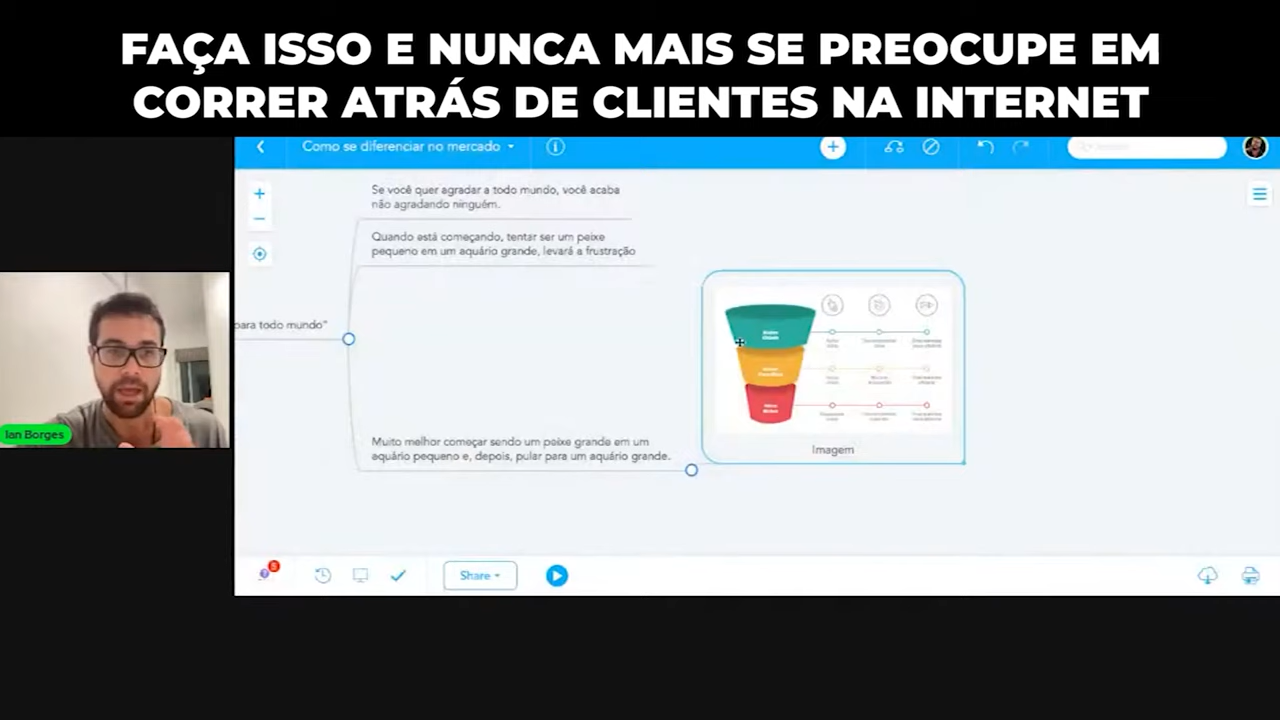 FAÇA ISSO E NUNCA MAIS SE PREOCUPE EM
CORRER ATRÁS DE CLIENTES NA INTERNET
Como se diferenciar no mercado
Se você quer agradar a todo mundo, você acaba
não agradando ninguém.
Quando está começando, tentar ser um peixe
pequeno em um aquário grande, levará a frustração
para todo mundo"
Imagem
Ian Borges
Muito melhor começar sendo um peixe grande em um
aquário pequeno e, depois, pular para um aquário grande.
Share